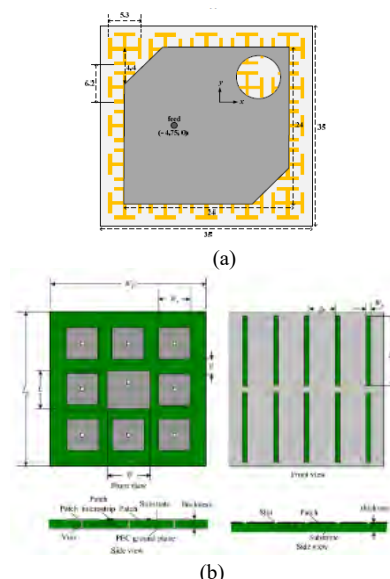 5.3
4.4
6.2
y
x
feed
(- 4.75, 0)
24
35
24
35
(a)
Front view
Front view
Patch
Patch
Substrate
thickness
Patch
Vias
PEC ground plane
Side view
Slot
Patch
thickness
Substrate
Side view
(b)